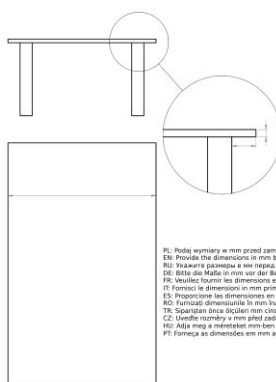 PL: Podaj wymiary w mm przed zam
EN: Provide the dimensions in mm b
RU: Укажите размеры в мм перед
DE: Bitte die Maße in mm vor der Be
FR: Veuillez fournir les dimensions e
IT: Fornisci le dimensioni in mm prim
ES: Proporcione las dimensiones en
RO: Furnizați dimensiunile în mm îna
TR: Siparişten önce ölçüleri mm cins
CZ: Uveďte rozměry v mm před zada
HU: Adja meg a méreteket mm-ben
PT: Forneça as dimensões em mm a